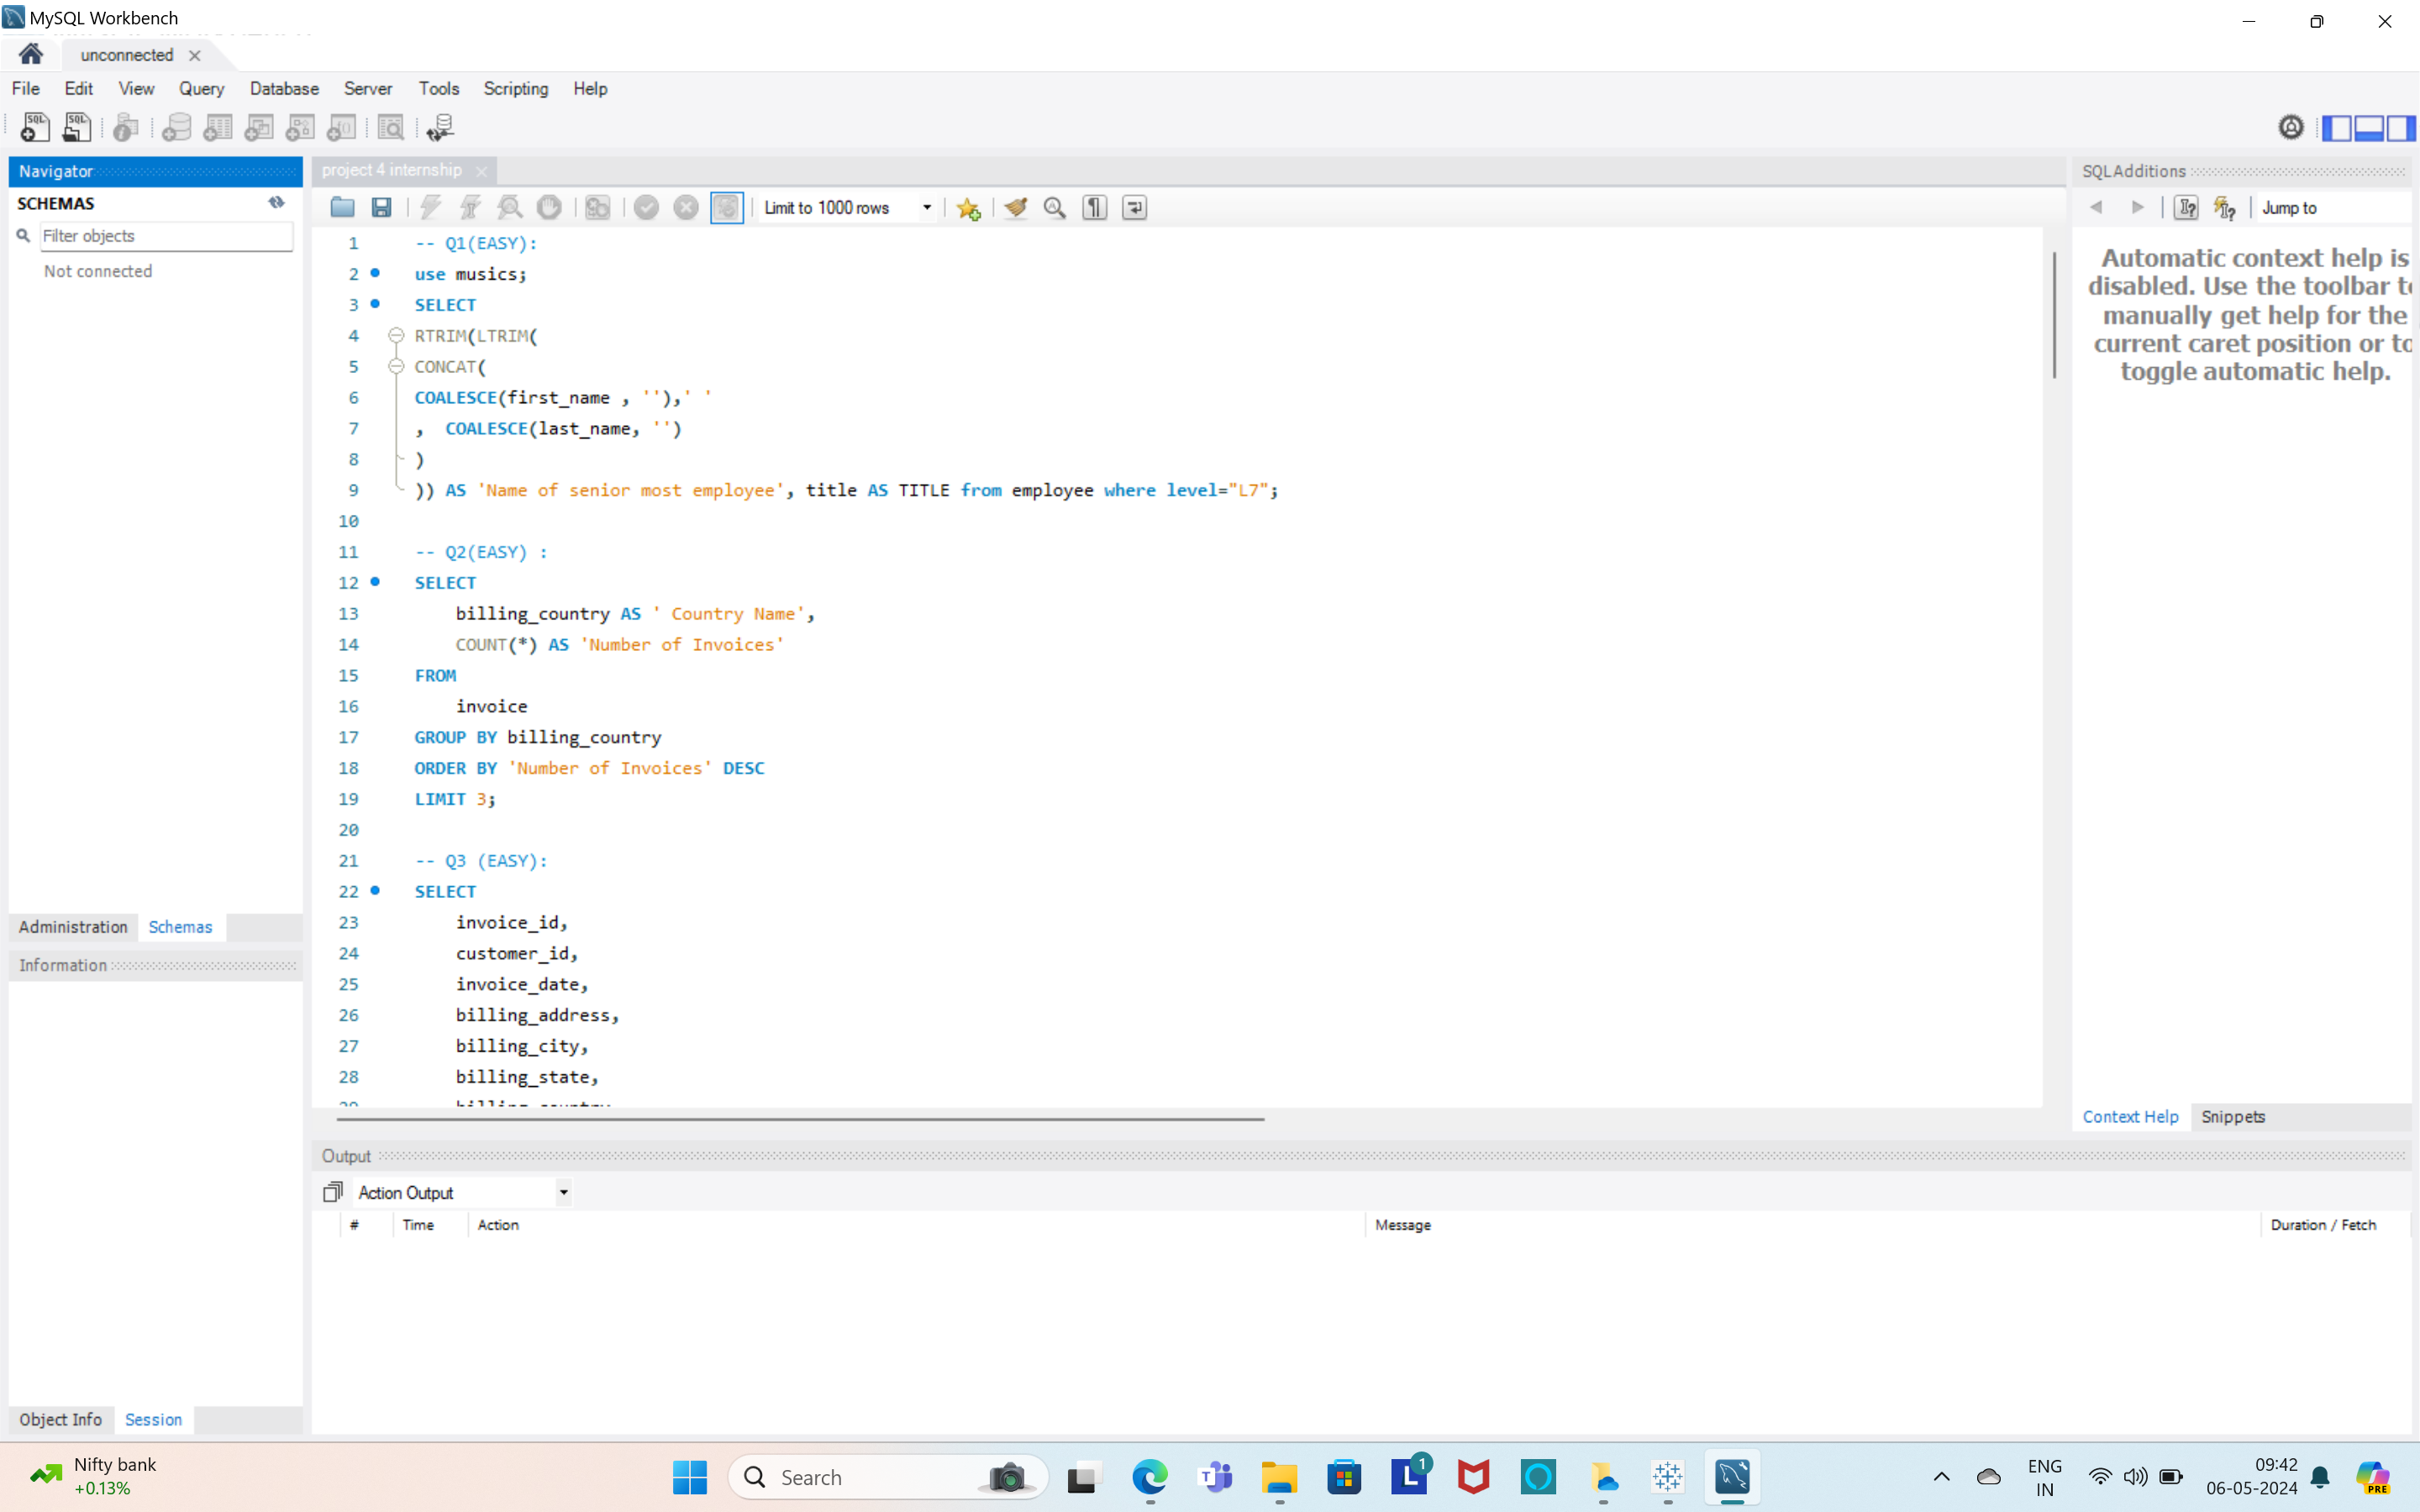 MySQL Workbench
unconnected
File Edit View Query Database Server Tools Scripting Help
Navigator
SCHEMAS
Filter objects
Not connected
Administration Schemas
Information
Object Info Session
project 4 internship
Limit to 1000 rows
1 -- Q1(EASY):
2 use musics;
3 SELECT
4 RTRIM(LTRIM(
5 CONCAT(
6 COALESCE(first_name , ''),' '
7 , COALESCE(last_name, '')
8 )
9 )) AS 'Name of senior most employee', title AS TITLE from employee where level="L7";
10
11 -- Q2(EASY) :
12 SELECT
13 billing_country AS ' Country Name',
14 COUNT(*) AS 'Number of Invoices'
15 FROM
16 invoice
17 GROUP BY billing_country
18 ORDER BY 'Number of Invoices' DESC
19 LIMIT 3;
20
21 -- Q3 (EASY):
22 SELECT
23 invoice_id,
24 customer_id,
25 invoice_date,
26 billing_address,
27 billing_city,
28 billing_state,
SQLAdditions
Jump to
Automatic context help is
disabled. Use the toolbar to
manually get help for the
current caret position or to
toggle automatic help.
Context Help Snippets
Output
Action Output
# Time Action Message Duration / Fetch
Nifty bank
+0.13%
Search
1
ENG
IN
09:42
06-05-2024
PRE